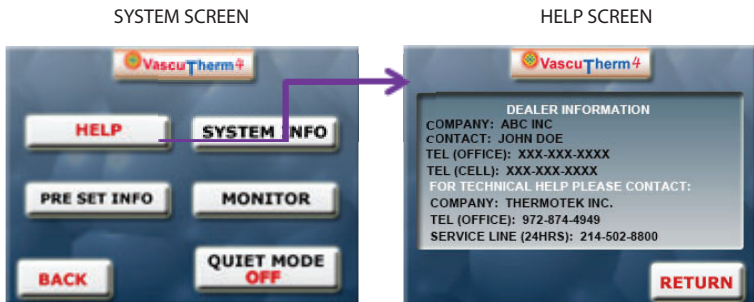 SYSTEM SCREEN
VascuTherm4
HELP
SYSTEM INFO
PRE SET INFO
MONITOR
BACK
QUIET MODE
OFF
HELP SCREEN
VascuTherm4
DEALER INFORMATION
COMPANY: ABC INC
CONTACT: JOHN DOE
TEL (OFFICE): XXX-XXX-XXXX
TEL (CELL): XXX-XXX-XXXX
FOR TECHNICAL HELP PLEASE CONTACT:
COMPANY: THERMOTEK INC.
TEL (OFFICE): 972-874-4949
SERVICE LINE (24HRS): 214-502-8800
RETURN